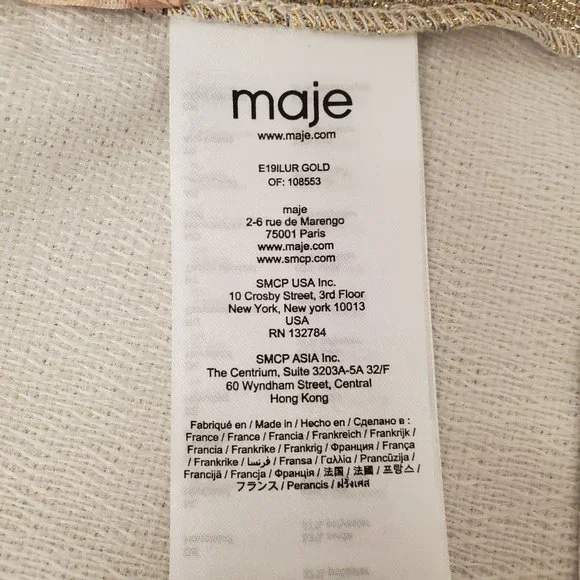 maje
www.maje.com
E19ILUR GOLD
OF: 108553
maje
2-6 rue de Marengo
75001 Paris
www.maje.com
www.smcp.com
SMCP USA Inc.
10 Crosby Street, 3rd Floor
New York, New york 10013
USA
RN 132784
SMCP ASIA Inc.
The Centrium, Suite 3203A-5A 32/F
60 Wyndham Street, Central
Hong Kong
Fabriqué en / Made in / Hecho en / Сделано в :
France / France / Francia / Frankreich / Frankrijk /
Francia / Frankrike / Frankrig / Франция / França
/ Frankrike / فرنسا / Fransa / Γαλλία / Prancūzija /
Francijā / Francja / Франція / 法国 / 法國 / 프랑스 /
フランス / Perancis / ฝรั่งเศส